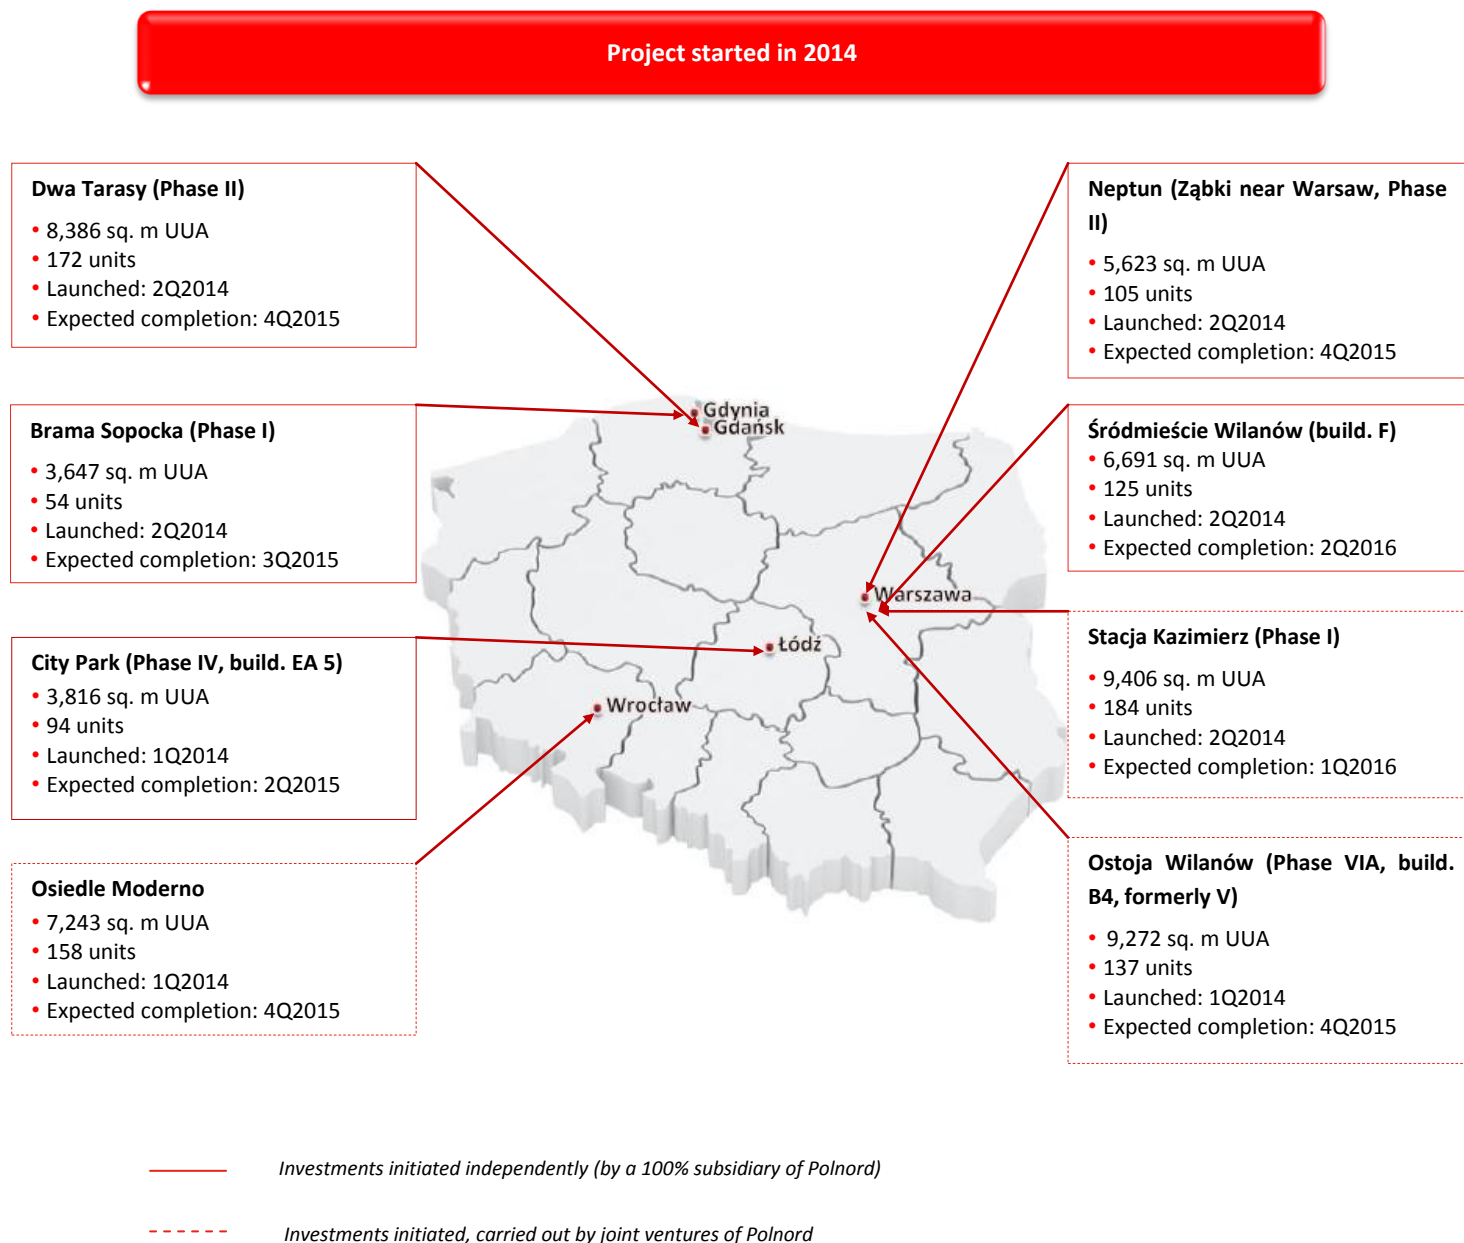 Project started in 2014
Dwa Tarasy (Phase II)
• 8,386 sq. m UUA
• 172 units
• Launched: 2Q2014
• Expected completion: 4Q2015
Brama Sopocka (Phase I)
• 3,647 sq. m UUA
• 54 units
• Launched: 2Q2014
• Expected completion: 3Q2015
City Park (Phase IV, build. EA 5)
• 3,816 sq. m UUA
• 94 units
• Launched: 1Q2014
• Expected completion: 2Q2015
Osiedle Moderno
• 7,243 sq. m UUA
• 158 units
• Launched: 1Q2014
• Expected completion: 4Q2015
Gdynia
Gdańsk
Warszawa
Łódź
Wrocław
Neptun (Ząbki near Warsaw, Phase
II)
• 5,623 sq. m UUA
• 105 units
• Launched: 2Q2014
• Expected completion: 4Q2015
Śródmieście Wilanów (build. F)
• 6,691 sq. m UUA
• 125 units
• Launched: 2Q2014
• Expected completion: 2Q2016
Stacja Kazimierz (Phase I)
• 9,406 sq. m UUA
• 184 units
• Launched: 2Q2014
• Expected completion: 1Q2016
Ostoja Wilanów (Phase VIA, build.
B4, formerly V)
• 9,272 sq. m UUA
• 137 units
• Launched: 1Q2014
• Expected completion: 4Q2015
Investments initiated independently (by a 100% subsidiary of Polnord)
Investments initiated, carried out by joint ventures of Polnord